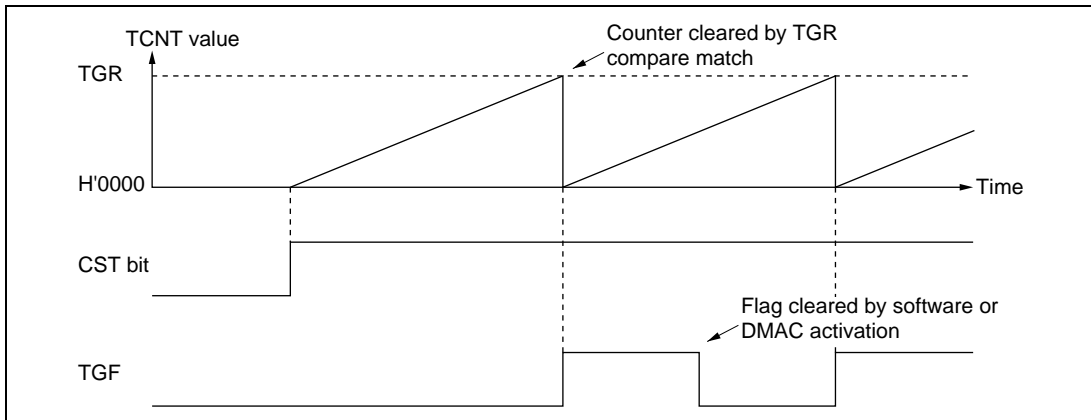 TCNT value
Counter cleared by TGR
compare match
TGR
H'0000
Time
CST bit
Flag cleared by software or
DMAC activation
TGF